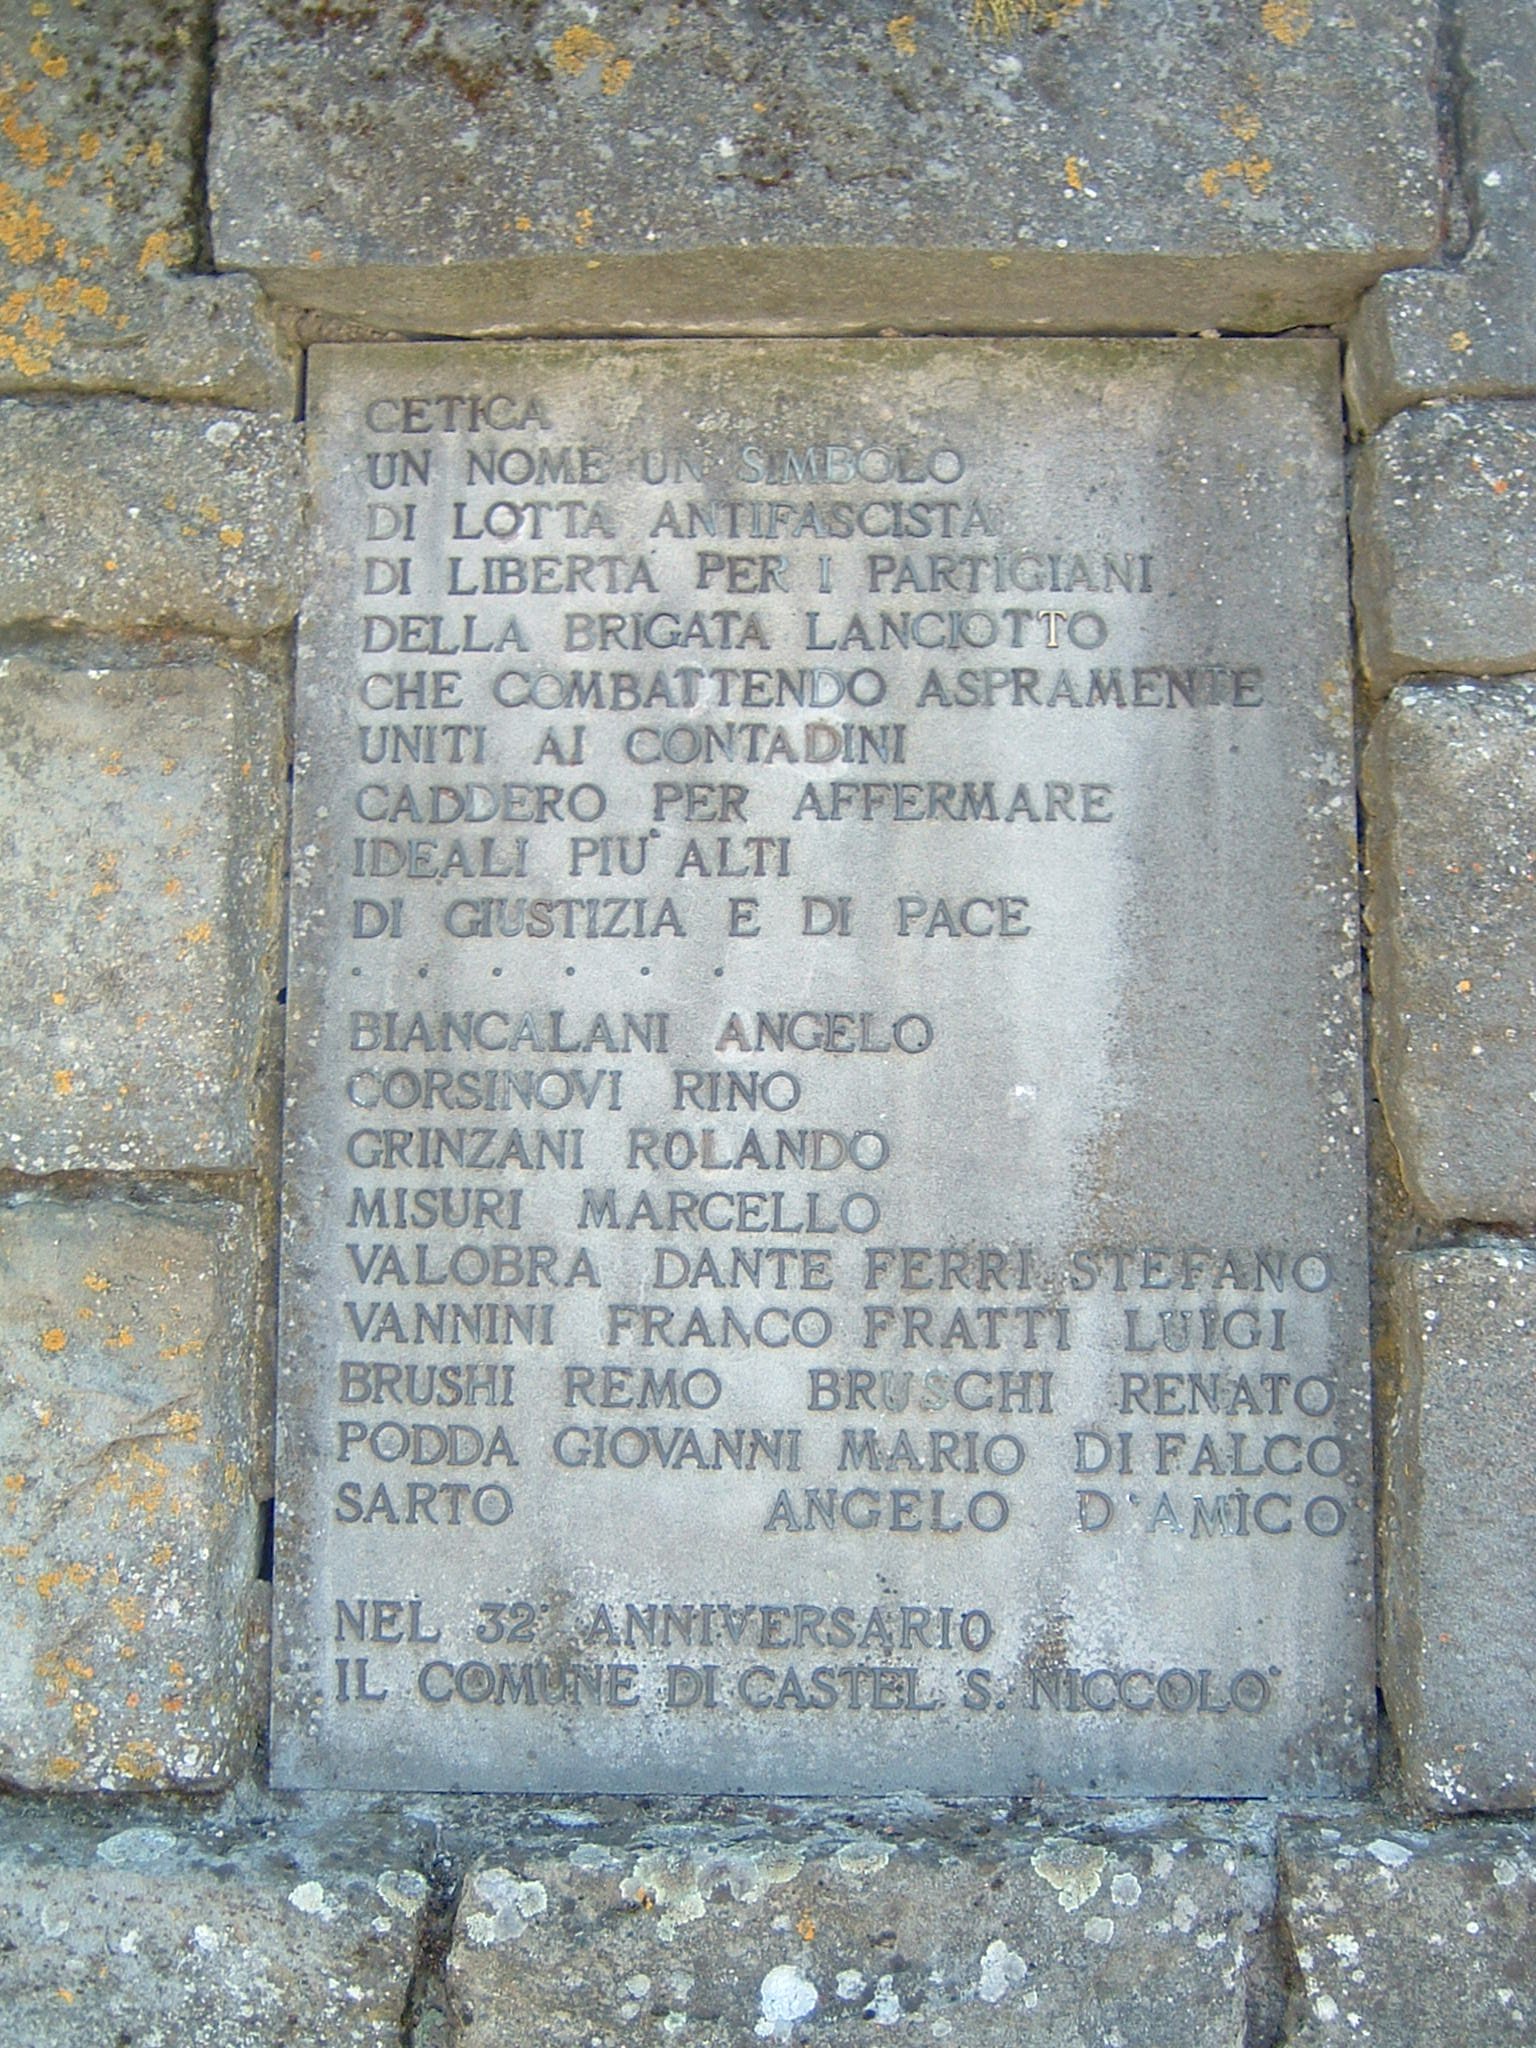 CETICA
UN NOME UN SIMBOLO
DI LOTTA ANTIFASCISTA
DI LIBERTA PER I PARTIGIANI
DELLA BRIGATA LANCIOTTO
CHE COMBATTENDO ASPRAMENTE
UNITI AI CONTADINI
CADDERO PER AFFERMARE
IDEALI PIU' ALTI
DI GIUSTIZIA E DI PACE
. . . . . .
BIANCALANI ANGELO
CORSINOVI RINO
GRINZANI ROLANDO
MISURI MARCELLO
VALOBRA DANTE FERRI STEFANO
VANNINI FRANCO FRATTI LUIGI
BRUSHI REMO BRUSCHI RENATO
PODDA GIOVANNI MARIO DI FALCO
SARTO ANGELO D'AMICO
NEL 32° ANNIVERSARIO
IL COMUNE DI CASTEL S. NICCOLO'